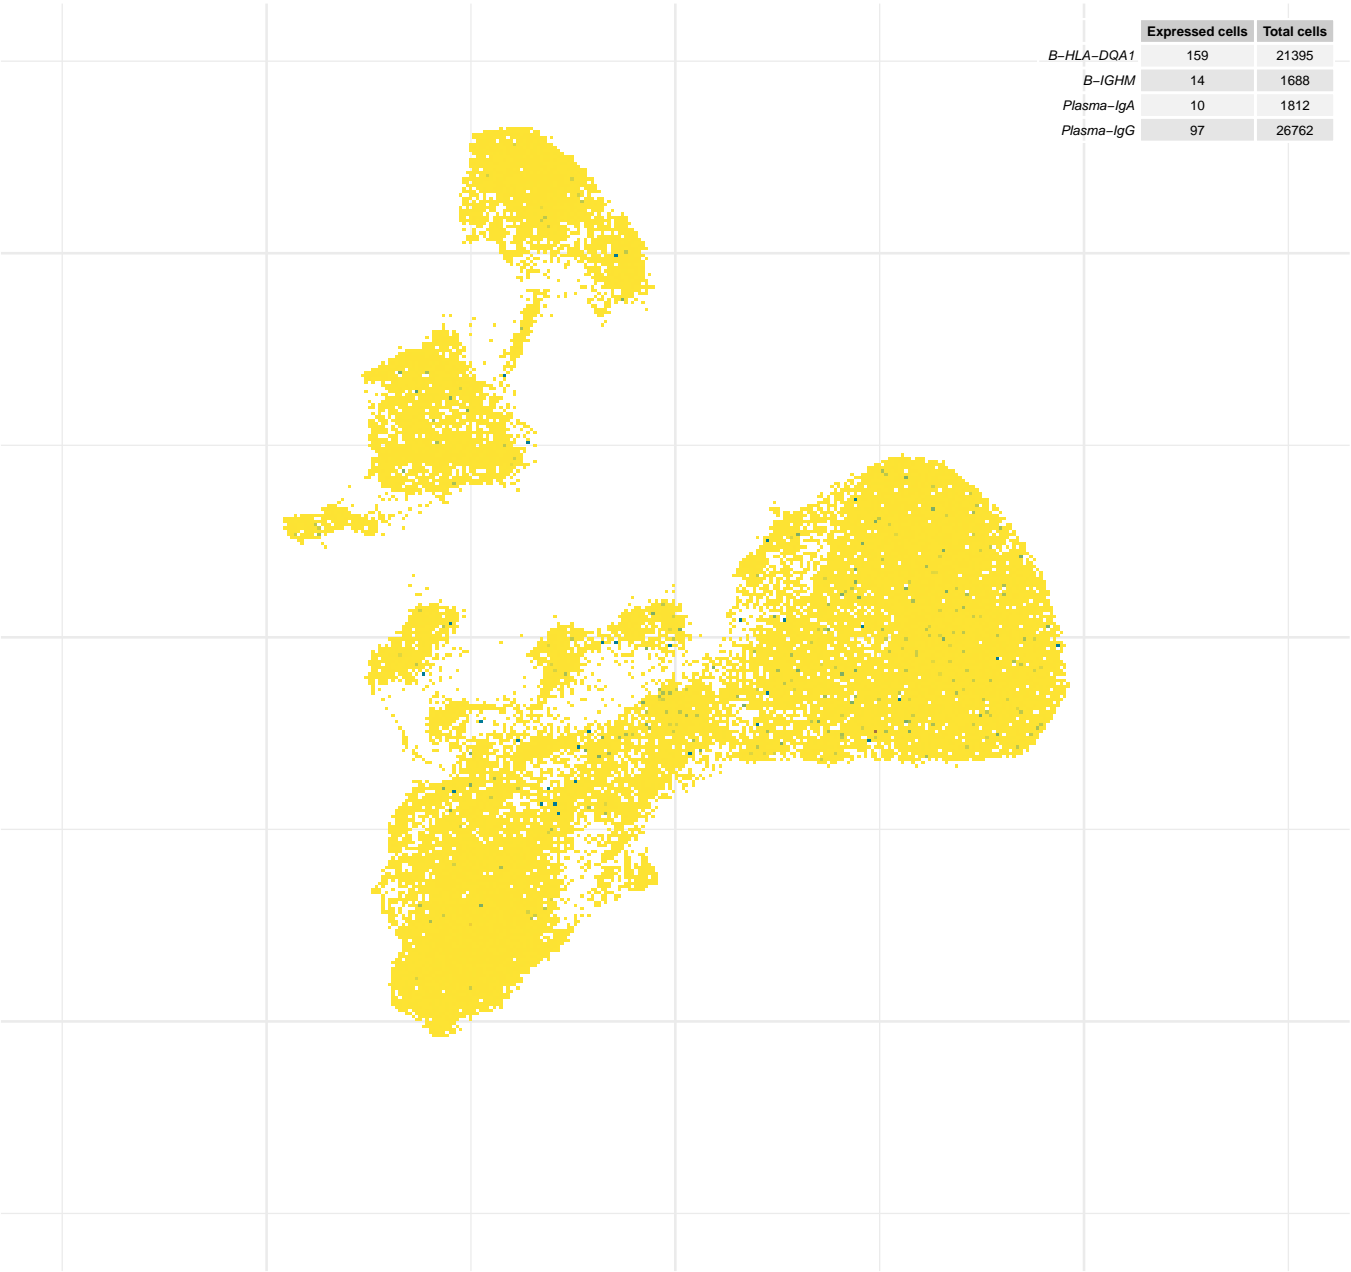 Expressed cells Total cells
B−HLA−DQA1 159 21395
B−IGHM 14 1688
Plasma−IgA 10 1812
Plasma−IgG 97 26762